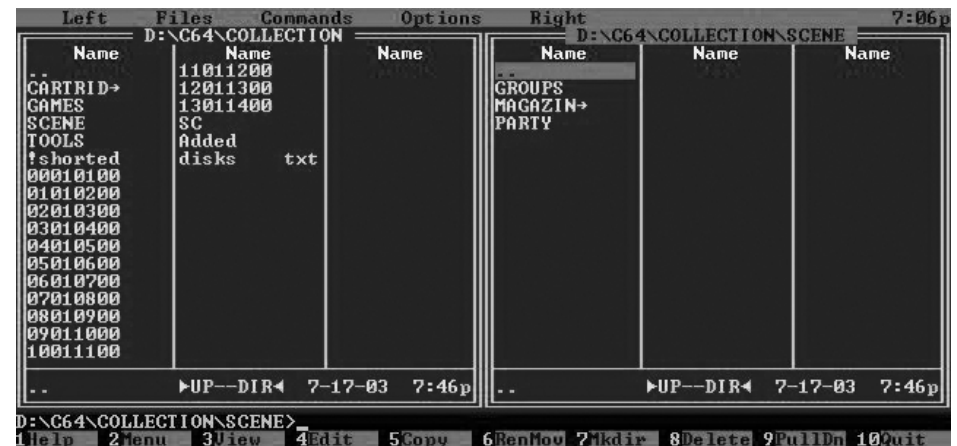 Left Files Commands Options Right 7:06p
D:\C64\COLLECTION D:\C64\COLLECTION\SCENE
Name Name Name Name Name Name
.. 11011200 ..
CARTRID→ 12011300 GROUPS
GAMES 13011400 MAGAZIN→
SCENE SC PARTY
TOOLS Added
!shorted disks txt
00010100
01010200
02010300
03010400
04010500
05010600
06010700
07010800
08010900
09011000
10011100
.. ►UP--DIR◄ 7-17-03 7:46p .. ►UP--DIR◄ 7-17-03 7:46p
D:\C64\COLLECTION\SCENE>_
1Help 2Menu 3View 4Edit 5Copy 6RenMov 7Mkdir 8Delete 9PullDn 10Quit